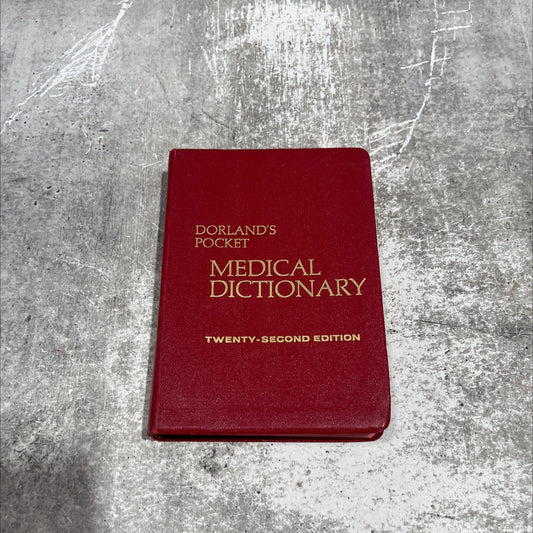 DORLAND'S
POCKET
MEDICAL
DICTIONARY
TWENTY-SECOND EDITION